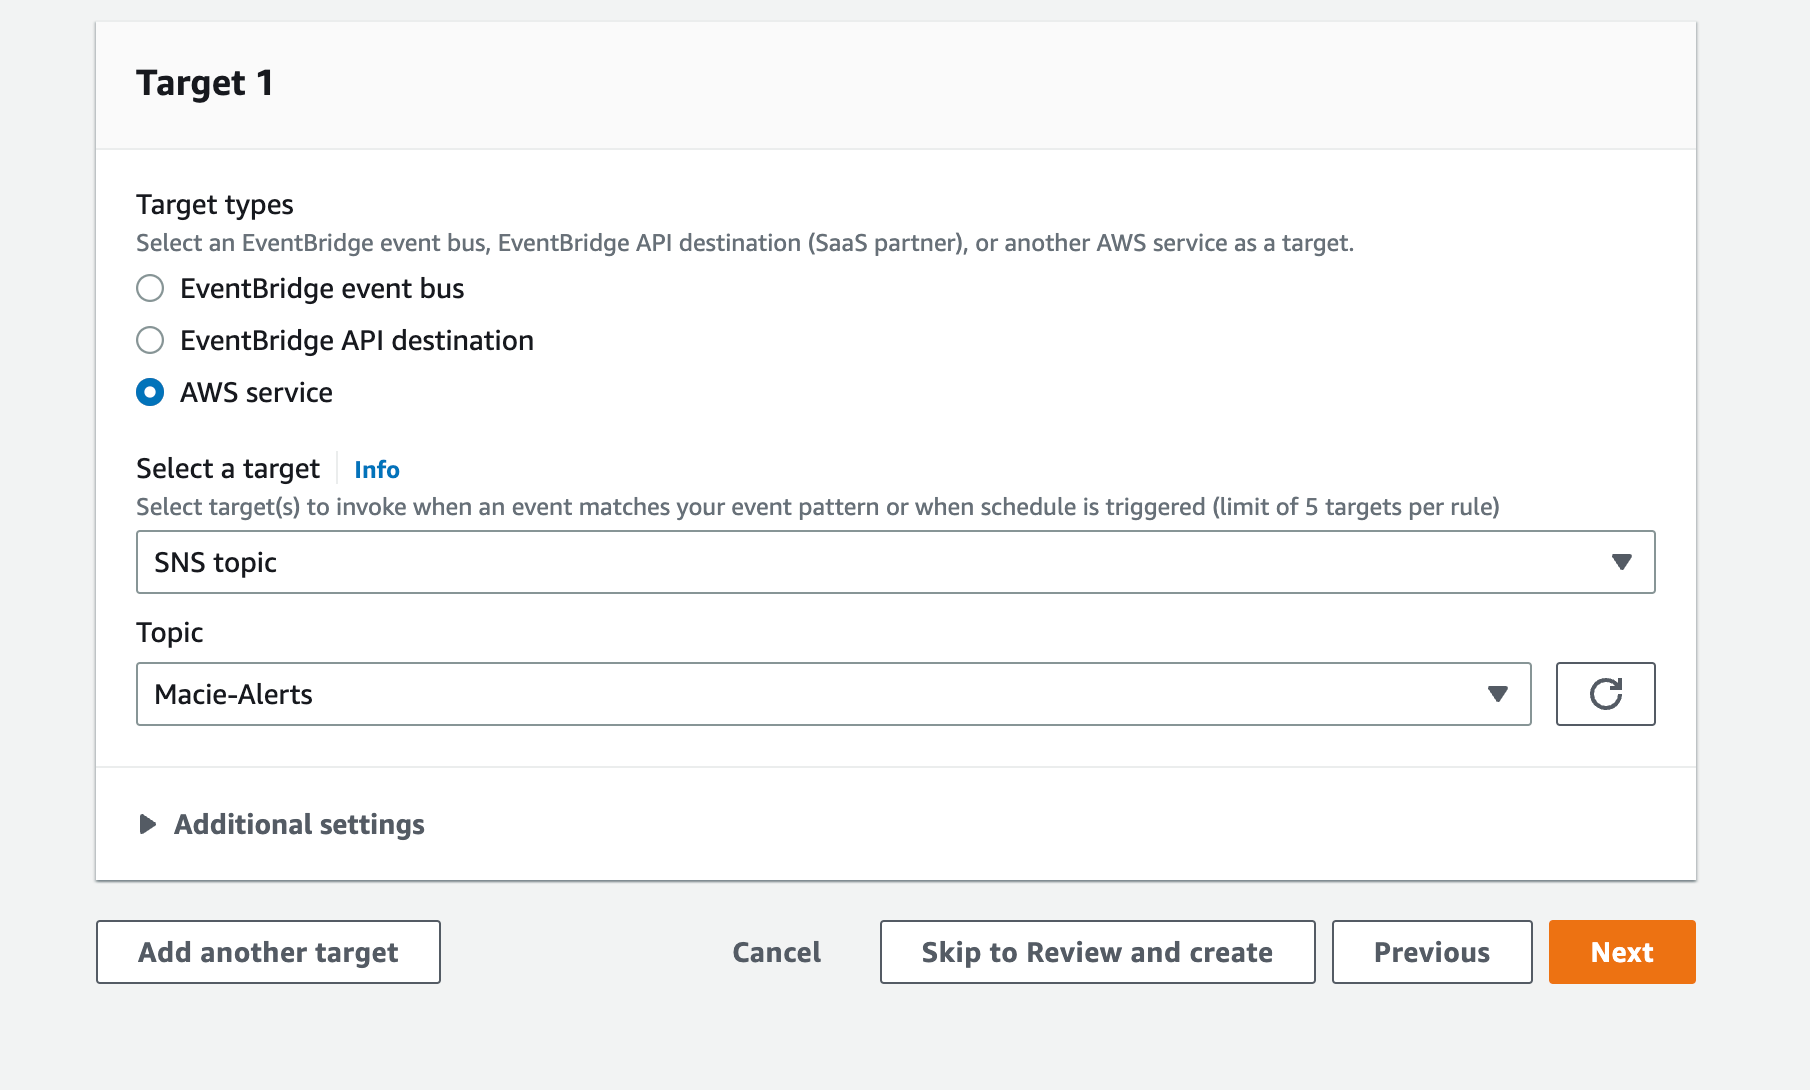 Target 1
Target types
Select an EventBridge event bus, EventBridge API destination (SaaS partner), or another AWS service as a target.
EventBridge event bus
EventBridge API destination
AWS service
Select a target Info
Select target(s) to invoke when an event matches your event pattern or when schedule is triggered (limit of 5 targets per rule)
SNS topic
Topic
Macie-Alerts
Additional settings
Add another target Cancel Skip to Review and create Previous Next